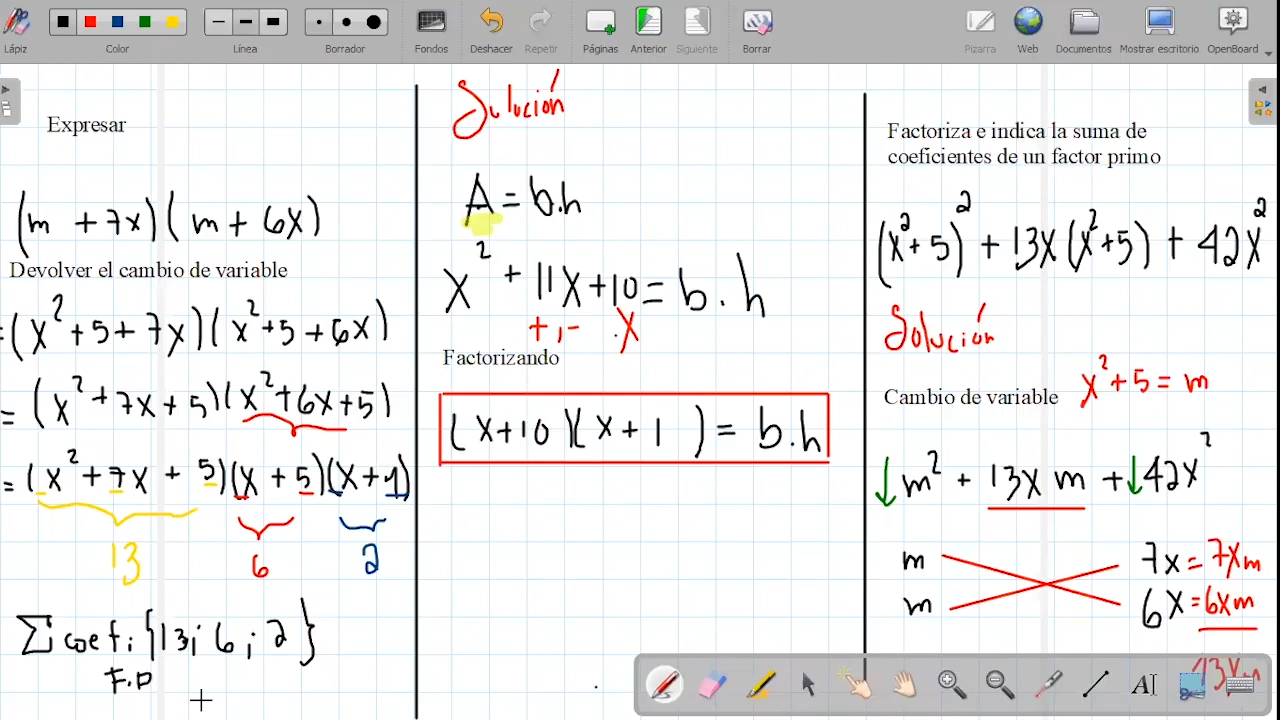 Lápiz Color Línea Borrador Fondos Deshacer Repetir Páginas Anterior Siguiente Borrar Pizarra Web Documentos Mostrar escritorio OpenBoard
Expresar
(m + 7x)(m + 6x)
Devolver el cambio de variable
=(x² + 5 + 7x)(x² + 5 + 6x)
= (x² + 7x + 5)(x² + 6x + 5)
= (x² + 7x + 5)(x + 5)(x + 1)
13 6 2
∑ coef. {13; 6; 2}
F.P
Solución
A = b.h
x² + 11x + 10 = b . h
+,- x
Factorizando
(x+10)(x + 1) = b.h
Factoriza e indica la suma de
coeficientes de un factor primo
(x² + 5)² + 13x(x² + 5) + 42x²
Solución
Cambio de variable x² + 5 = m
m² + 13x m + 42x²
m 7x = 7xm
m 6x = 6xm
13xm